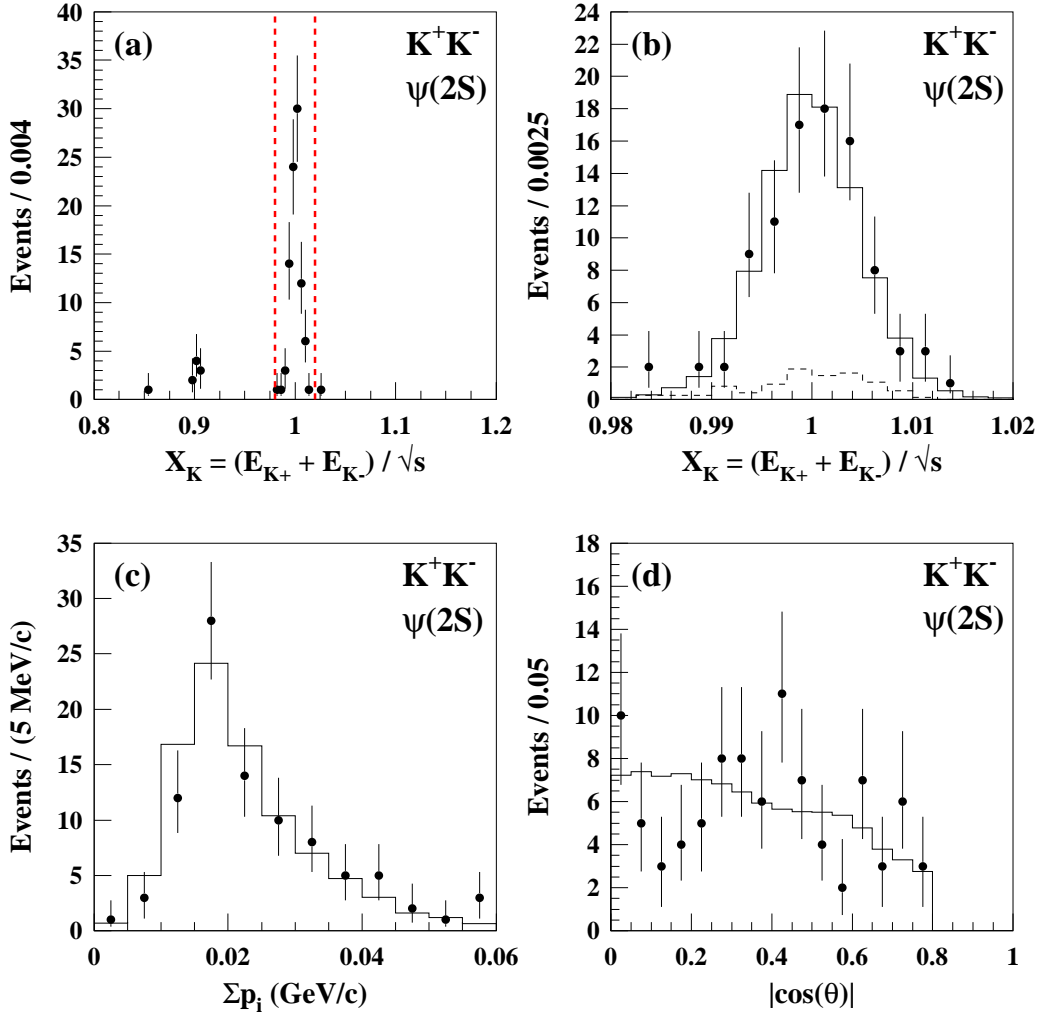 (a)
K⁺K⁻
ψ(2S)
Events / 0.004
40
35
30
25
20
15
10
5
0
0.8 0.9 1 1.1 1.2
X_K = (E_K+ + E_K-) / √s
(b)
K⁺K⁻
ψ(2S)
Events / 0.0025
24
22
20
18
16
14
12
10
8
6
4
2
0
0.98 0.99 1 1.01 1.02
X_K = (E_K+ + E_K-) / √s
(c)
K⁺K⁻
ψ(2S)
Events / (5 MeV/c)
35
30
25
20
15
10
5
0
0 0.02 0.04 0.06
Σp_i (GeV/c)
(d)
K⁺K⁻
ψ(2S)
Events / 0.05
18
16
14
12
10
8
6
4
2
0
0 0.2 0.4 0.6 0.8 1
|cos(θ)|